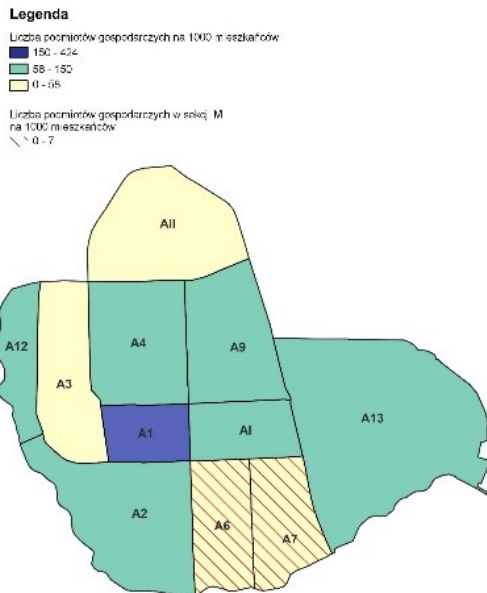 Legenda
Liczba podmiotów gospodarczych na 1000 mieszkańców
150 - 424
58 - 150
0 - 58
Liczba podmiotów gospodarczych w sekcji M
na 1000 mieszkańców
0 - 7
AII
A12
A3
A4
A9
A1
AI
A13
A2
A6
A7